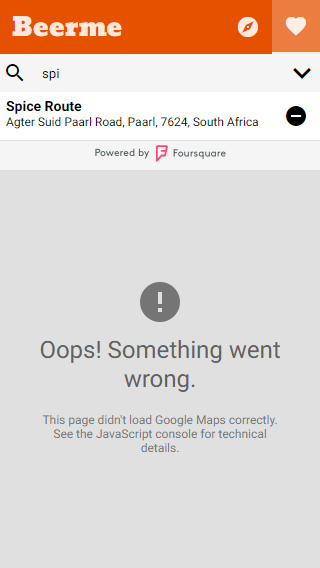 Beerme
spi
Spice Route
Agter Suid Paarl Road, Paarl, 7624, South Africa
Powered by Foursquare
Oops! Something went
wrong.
This page didn't load Google Maps correctly.
See the JavaScript console for technical
details.